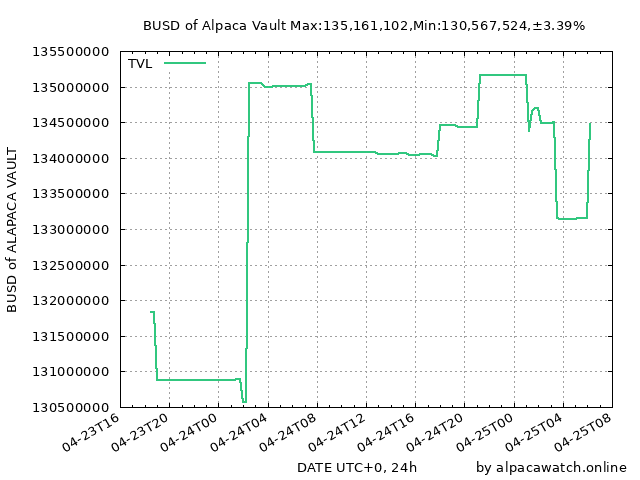 BUSD of Alpaca Vault Max:135,161,102,Min:130,567,524,±3.39%
TVL
135500000
135000000
134500000
134000000
133500000
133000000
132500000
132000000
131500000
131000000
130500000
BUSD of ALAPACA VAULT
04-23T16
04-23T20
04-24T00
04-24T04
04-24T08
04-24T12
04-24T16
04-24T20
04-25T00
04-25T04
04-25T08
DATE UTC+0, 24h
by alpacawatch.online